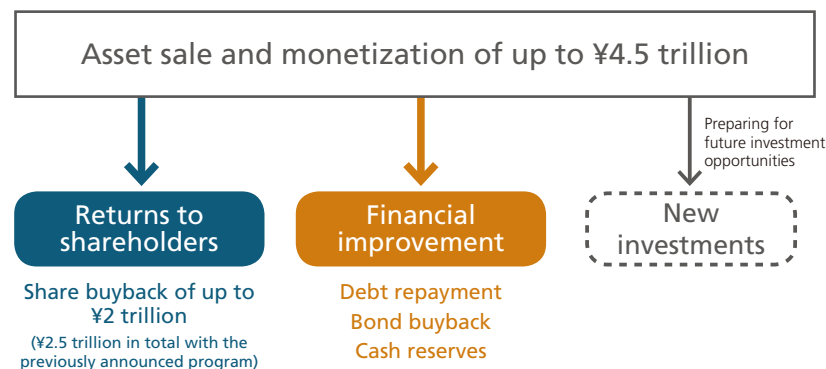 Asset sale and monetization of up to ¥4.5 trillion
Preparing for
future investment
opportunities
Returns to
shareholders
Financial
improvement
New
investments
Share buyback of up to
¥2 trillion
(¥2.5 trillion in total with the
previously announced program)
Debt repayment
Bond buyback
Cash reserves